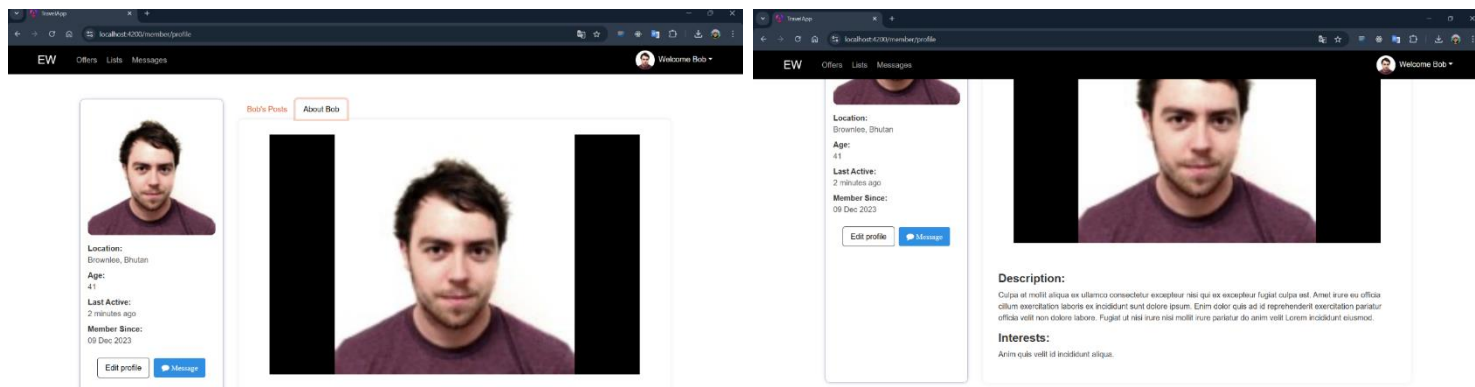 TravelApp
localhost:4200/member/profile
EW Offers Lists Messages Welcome Bob
Bob's Posts About Bob
Location:
Brownlee, Bhutan
Age:
41
Last Active:
2 minutes ago
Member Since:
09 Dec 2023
Edit profile Message
TravelApp
localhost:4200/member/profile
EW Offers Lists Messages Welcome Bob
Location:
Brownlee, Bhutan
Age:
41
Last Active:
2 minutes ago
Member Since:
09 Dec 2023
Edit profile Message
Description:
Culpa et mollit aliqua ex ullamco consectetur excepteur nisi qui ex excepteur fugiat culpa est. Amet irure eu officia
cillum exercitation laboris ex incididunt sunt dolore ipsum. Enim dolor quis ad id reprehenderit exercitation pariatur
officia velit non dolore labore. Fugiat ut nisi irure nisi mollit irure pariatur do anim velit Lorem incididunt eiusmod.
Interests:
Anim quis velit id incididunt aliqua.